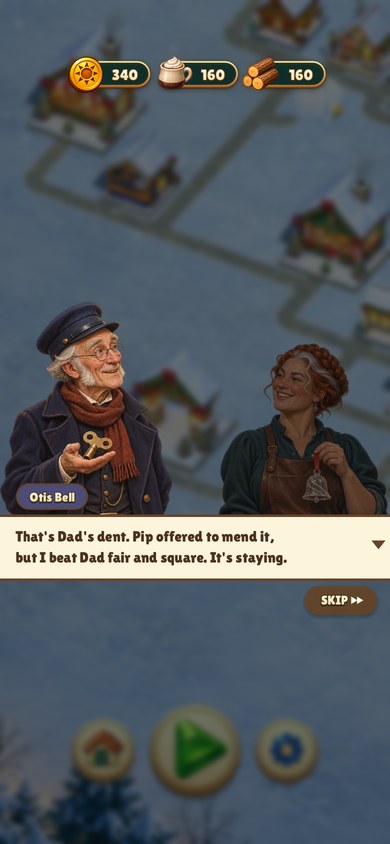 340
160
160
Otis Bell
That's Dad's dent. Pip offered to mend it,
but I beat Dad fair and square. It's staying.
SKIP